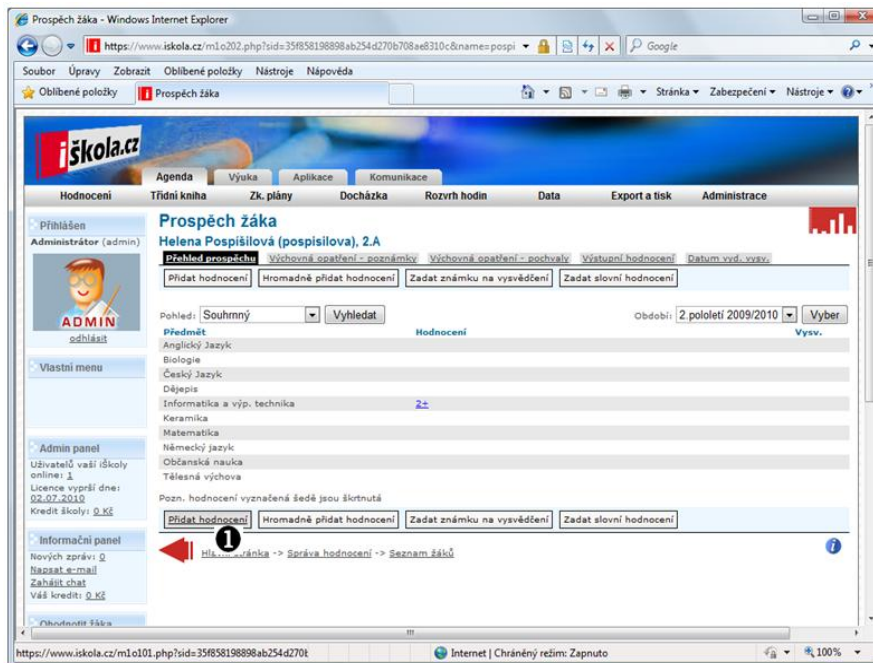 Prospěch žáka - Windows Internet Explorer
https://www.iskola.cz/m1o202.php?sid=35f858198898ab254d270b708ae8310c&name=pospi
Google
Soubor Úpravy Zobrazit Oblíbené položky Nástroje Nápověda
Oblíbené položky Prospěch žáka Stránka Zabezpečení Nástroje
iškola.cz
Agenda Výuka Aplikace Komunikace
Hodnocení Třídní kniha Zk. plány Docházka Rozvrh hodin Data Export a tisk Administrace
Přihlášen
Administrátor (admin)
ADMIN
odhlásit
Vlastní menu
Admin panel
Uživatelů vaší iŠkoly
online: 1
Licence vyprší dne:
02.07.2010
Kredit školy: 0 Kč
Informační panel
Nových zpráv: 0
Napsat e-mail
Zahájit chat
Váš kredit: 0 Kč
Ohodnotit žáka
Prospěch žáka
Helena Pospíšilová (pospisilova), 2.A
Přehled prospěchu Výchovná opatření - poznámky Výchovná opatření - pochvaly Výstupní hodnocení Datum vyd. vysv.
Přidat hodnocení Hromadně přidat hodnocení Zadat známku na vysvědčení Zadat slovní hodnocení
Pohled: Souhrnný Vyhledat Období: 2.pololetí 2009/2010 Vyber
Předmět Hodnocení Vysv.
Anglický Jazyk
Biologie
Český Jazyk
Dějepis
Informatika a výp. technika 2+
Keramika
Matematika
Německý jazyk
Občanská nauka
Tělesná výchova
Pozn. hodnocení vyznačená šedě jsou škrtnutá
Přidat hodnocení Hromadně přidat hodnocení Zadat známku na vysvědčení Zadat slovní hodnocení
1
-> Správa hodnocení -> Seznam žáků
https://www.iskola.cz/m1o101.php?sid=35f858198898ab254d270b Internet | Chráněný režim: Zapnuto 100%